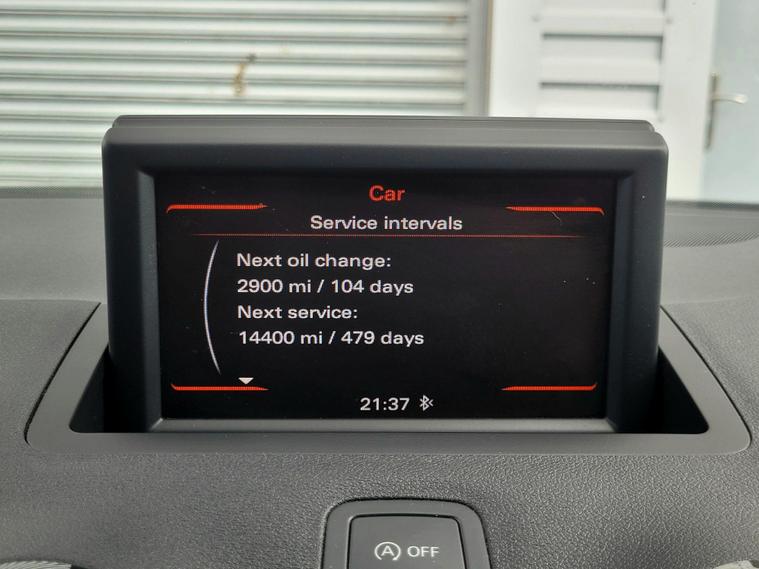 Car
Service intervals
Next oil change:
2900 mi / 104 days
Next service:
14400 mi / 479 days
21:37
A OFF